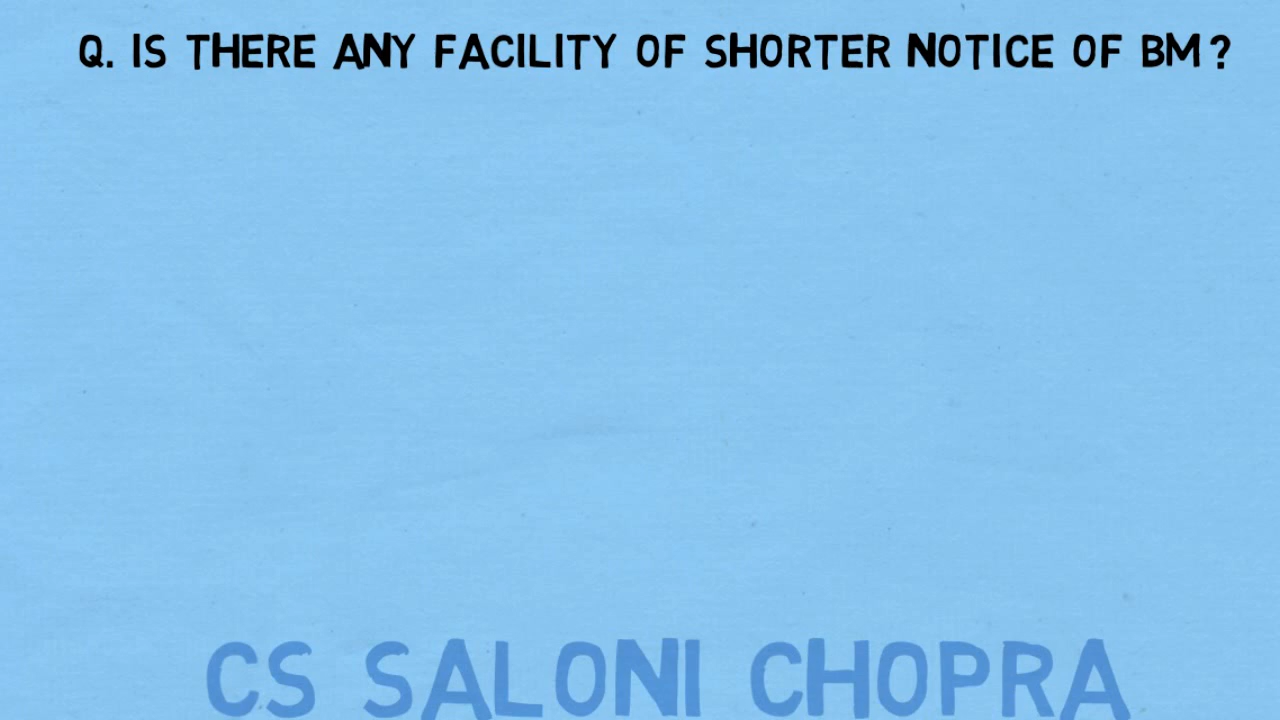 Q. IS THERE ANY FACILITY OF SHORTER NOTICE OF BM?
CS SALONI CHOPRA